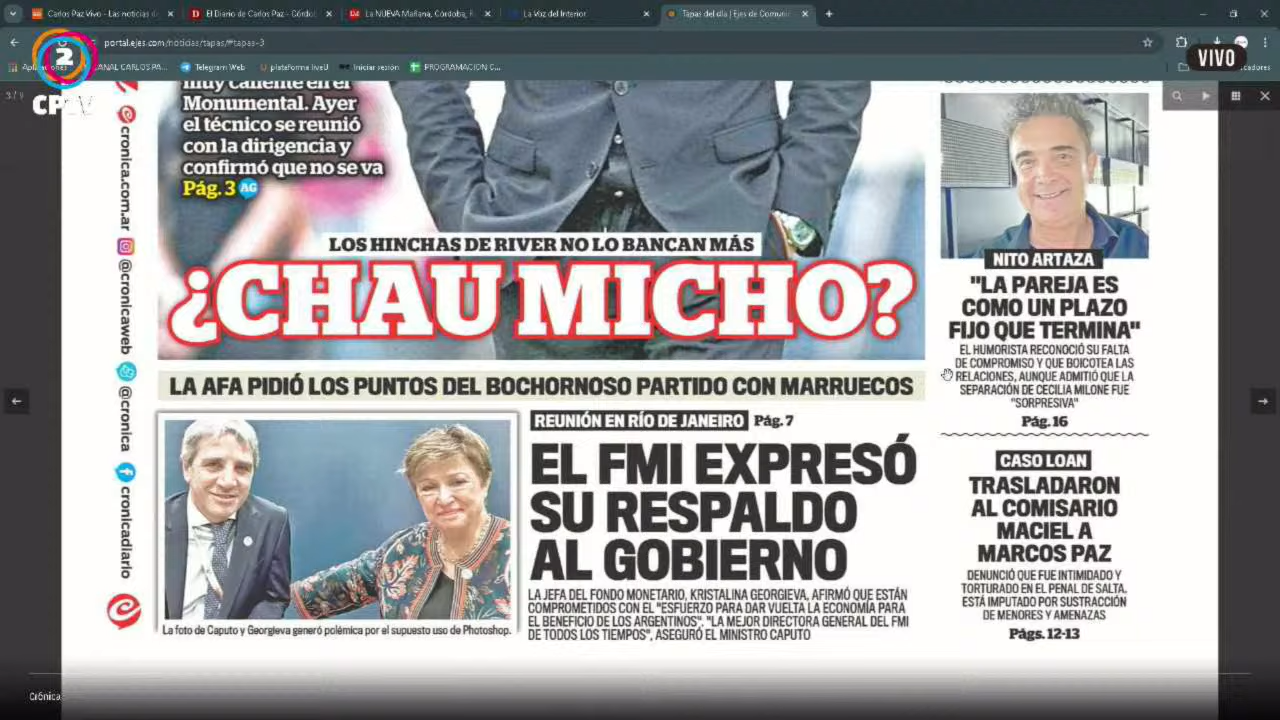 Carlos Paz Vivo - Las noticias de
El Diario de Carlos Paz - Córdo
La NUEVA Mañana, Córdoba,
La Voz del Interior
Tapas del día | Ejes de Comunic
portal.ejes.com/noticias/tapas/#tapas-3
CANAL CARLOS PA...
Telegram Web
plataforma liveU
Iniciar sesión
PROGRAMACION C...
2
VIVO
3 / 9
cronica.com.ar
@cronicaweb
@cronica
cronicadiario
muy caliente en el
Monumental. Ayer
el técnico se reunió
con la dirigencia y
confirmó que no se va
Pág. 3 AG
LOS HINCHAS DE RIVER NO LO BANCAN MÁS
¿CHAU MICHO?
LA AFA PIDIÓ LOS PUNTOS DEL BOCHORNOSO PARTIDO CON MARRUECOS
La foto de Caputo y Georgieva generó polémica por el supuesto uso de Photoshop.
REUNIÓN EN RÍO DE JANEIRO Pág. 7
EL FMI EXPRESÓ
SU RESPALDO
AL GOBIERNO
LA JEFA DEL FONDO MONETARIO, KRISTALINA GEORGIEVA, AFIRMÓ QUE ESTÁN
COMPROMETIDOS CON EL "ESFUERZO PARA DAR VUELTA LA ECONOMÍA PARA
EL BENEFICIO DE LOS ARGENTINOS". "LA MEJOR DIRECTORA GENERAL DEL FMI
DE TODOS LOS TIEMPOS", ASEGURÓ EL MINISTRO CAPUTO
NITO ARTAZA
"LA PAREJA ES
COMO UN PLAZO
FIJO QUE TERMINA"
EL HUMORISTA RECONOCIÓ SU FALTA
DE COMPROMISO Y QUE BOICOTEA LAS
RELACIONES, AUNQUE ADMITIÓ QUE LA
SEPARACIÓN DE CECILIA MILONE FUE
"SORPRESIVA"
Pág. 16
CASO LOAN
TRASLADARON
AL COMISARIO
MACIEL A
MARCOS PAZ
DENUNCIÓ QUE FUE INTIMIDADO Y
TORTURADO EN EL PENAL DE SALTA.
ESTÁ IMPUTADO POR SUSTRACCIÓN
DE MENORES Y AMENAZAS
Págs. 12-13
Crónica